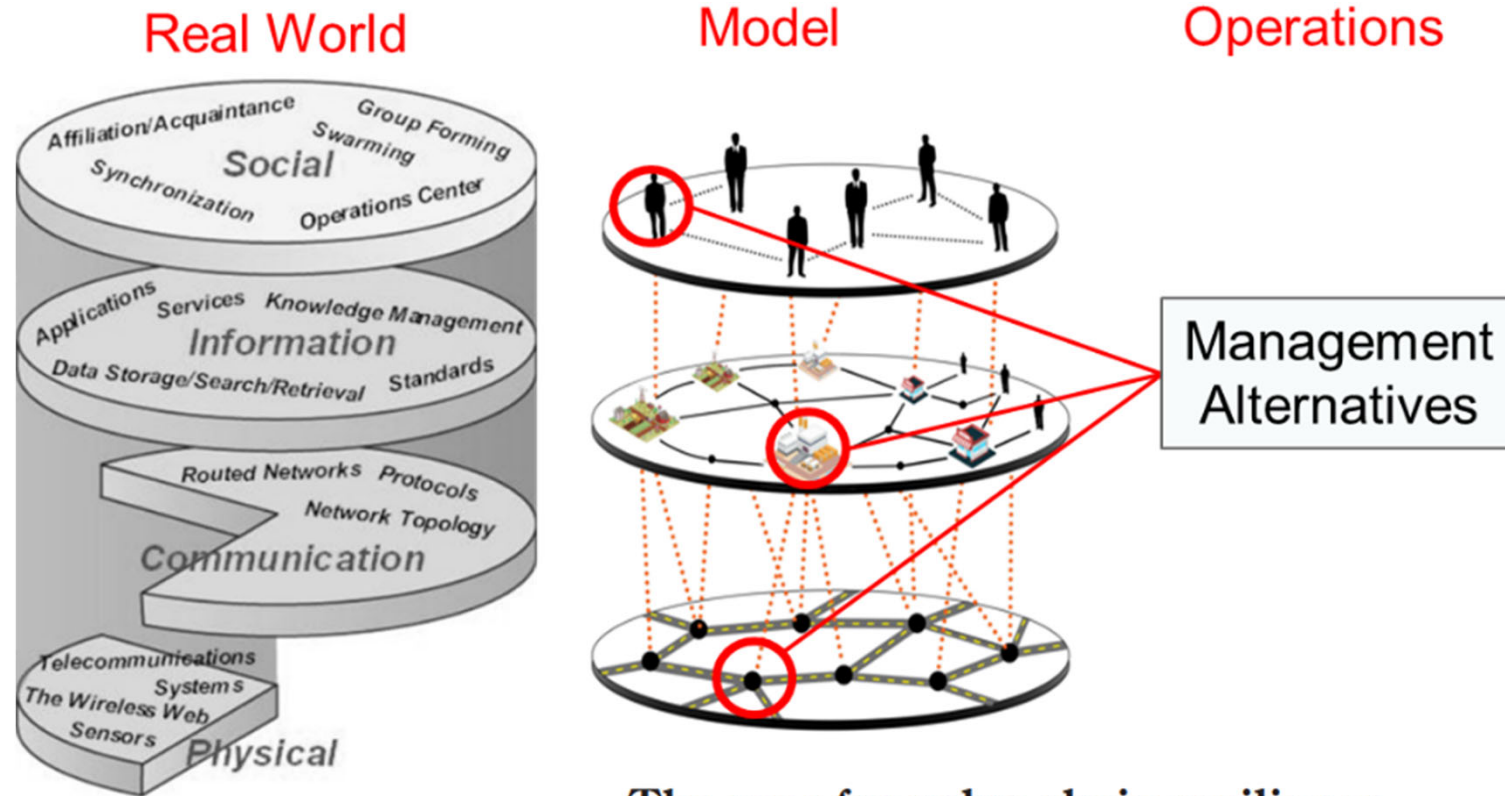 Real World
Model
Operations
Affiliation/Acquaintance
Group Forming
Swarming
Social
Synchronization
Operations Center
Applications
Services
Knowledge Management
Information
Data Storage/Search/Retrieval
Standards
Routed Networks
Protocols
Network Topology
Communication
Telecommunications
Systems
The Wireless Web
Sensors
Physical
Management
Alternatives